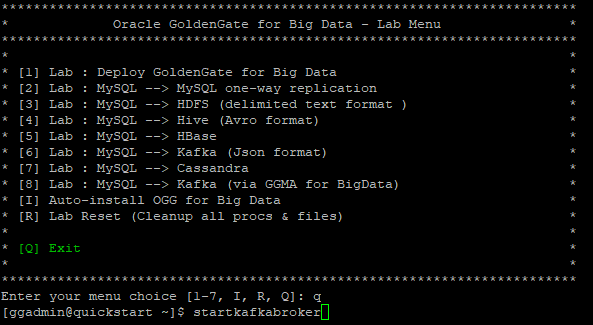 *************************************************************************
* Oracle GoldenGate for Big Data - Lab Menu *
*************************************************************************
* *
* [1] Lab : Deploy GoldenGate for Big Data *
* [2] Lab : MySQL --> MySQL one-way replication *
* [3] Lab : MySQL --> HDFS (delimited text format ) *
* [4] Lab : MySQL --> Hive (Avro format) *
* [5] Lab : MySQL --> HBase *
* [6] Lab : MySQL --> Kafka (Json format) *
* [7] Lab : MySQL --> Cassandra *
* [8] Lab : MySQL --> Kafka (via GGMA for BigData) *
* [I] Auto-install OGG for Big Data *
* [R] Lab Reset (Cleanup all procs & files) *
* *
* [Q] Exit *
* *
*************************************************************************
Enter your menu choice [1-7, I, R, Q]: q
[ggadmin@quickstart ~]$ startkafkabroker